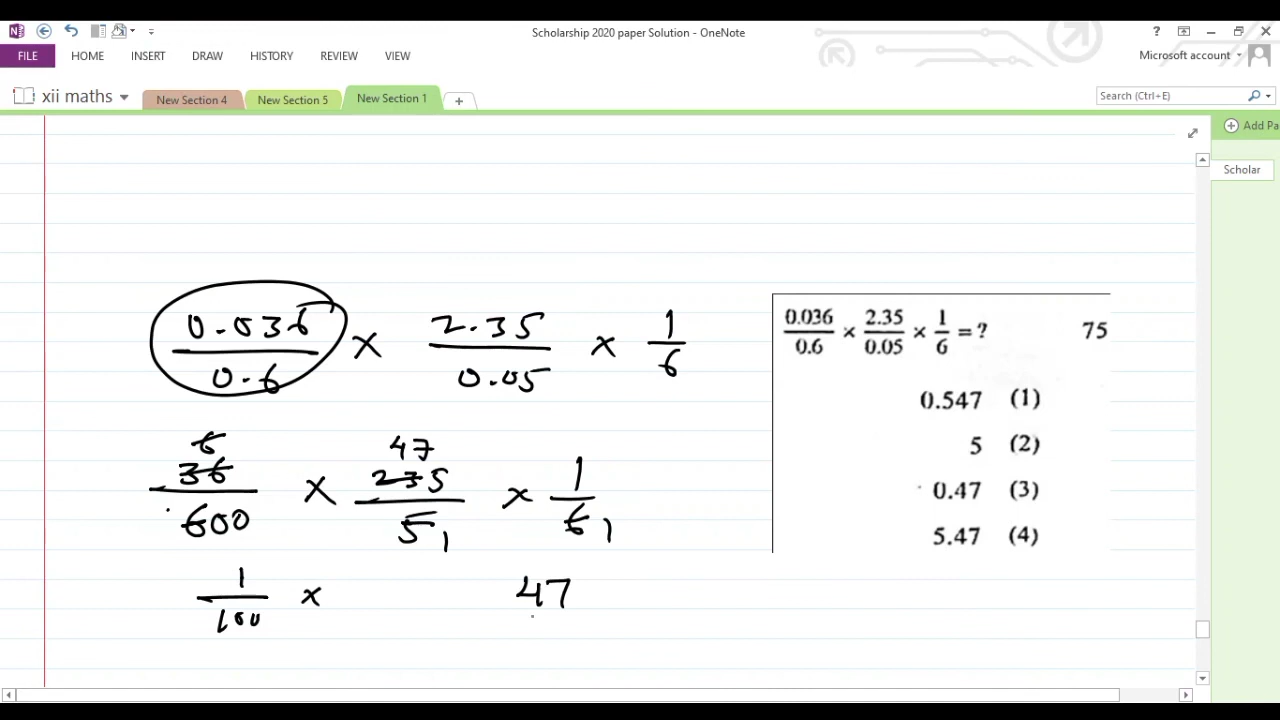 Scholarship 2020 paper Solution - OneNote
?
FILE HOME INSERT DRAW HISTORY REVIEW VIEW
Microsoft account
xii maths
New Section 4 New Section 5 New Section 1 +
Search (Ctrl+E)
Add Pa
Scholar
0.036/0.6 × 2.35/0.05 × 1/6
6 47
36/600 × 235/5 × 1/6
1 1
1/100 × 47
0.036/0.6 × 2.35/0.05 × 1/6 = ? 75
0.547 (1)
5 (2)
0.47 (3)
5.47 (4)